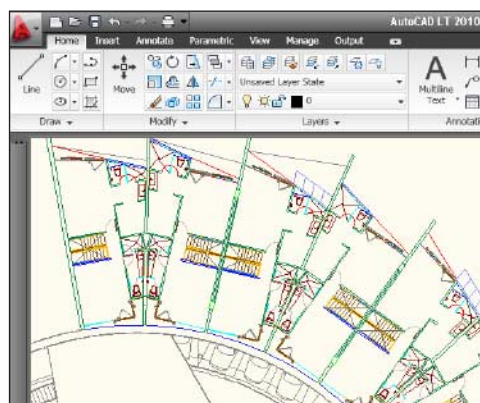 AutoCAD LT 2010
Home Insert Annotate Parametric View Manage Output
Unsaved Layer State
Line Move Multiline Text
0
Draw Modify Layers Annotati